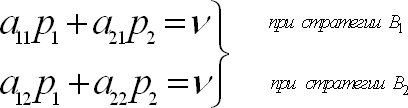 a₁₁p₁ + a₂₁p₂ = ν при стратегии B₁
a₁₂p₁ + a₂₂p₂ = ν при стратегии B₂